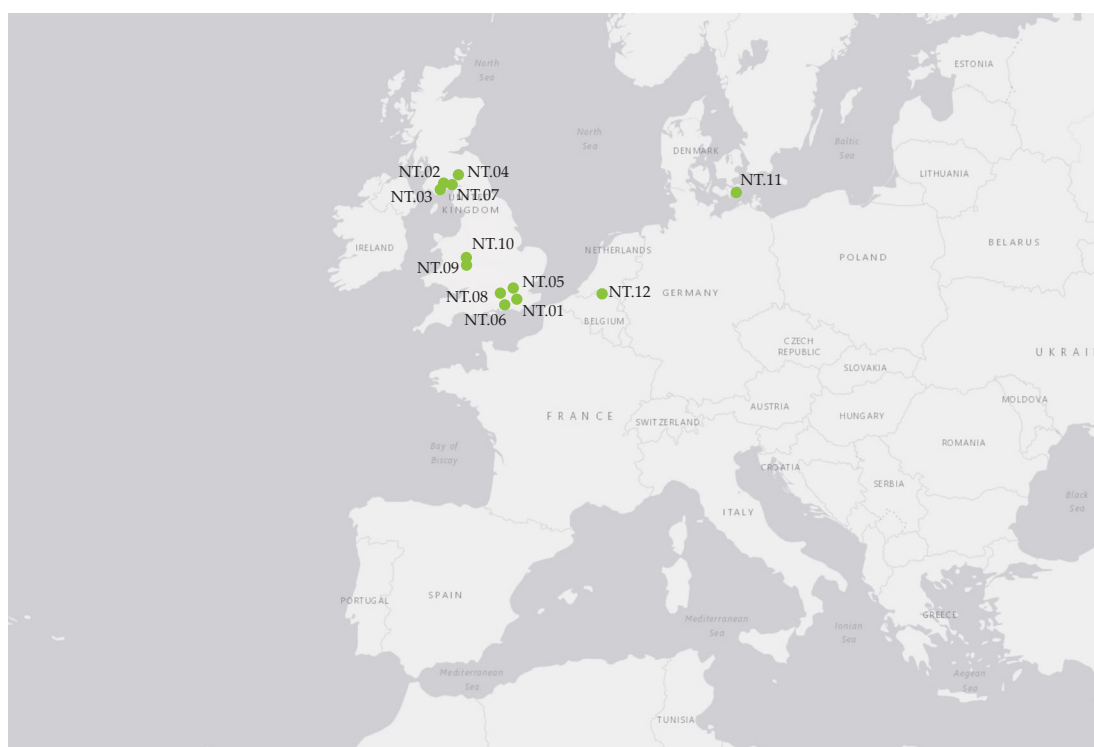 North
Sea
ESTONIA
North
Sea
DENMARK
Baltic
Sea
LITHUANIA
NT.02
NT.04
NT.03
NT.07
UNITED
KINGDOM
NT.11
IRELAND
NT.10
NT.09
NETHERLANDS
BELARUS
POLAND
NT.05
NT.08
NT.01
NT.06
NT.12
GERMANY
BELGIUM
CZECH
REPUBLIC
UKRAI
SLOVAKIA
FRANCE
SWITZERLAND
AUSTRIA
HUNGARY
MOLDOVA
ROMANIA
Bay of
Biscay
CROATIA
SERBIA
Black
Sea
ITALY
PORTUGAL
SPAIN
Mediterranean
Sea
Ionian
Sea
GREECE
Mediterranean
Sea
Aegean
Sea
TUNISIA